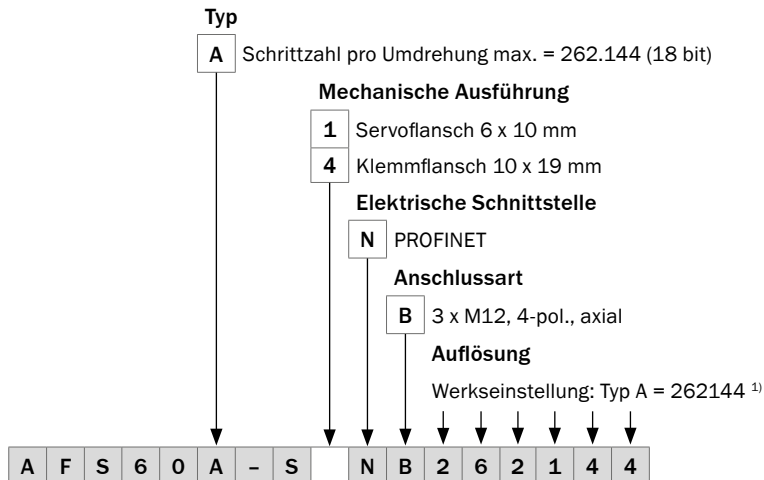 Typ
A Schrittzahl pro Umdrehung max. = 262.144 (18 bit)
Mechanische Ausführung
1 Servoflansch 6 x 10 mm
4 Klemmflansch 10 x 19 mm
Elektrische Schnittstelle
N PROFINET
Anschlussart
B 3 x M12, 4-pol., axial
Auflösung
Werkseinstellung: Typ A = 262144 1)
A F S 6 0 A – S N B 2 6 2 1 4 4